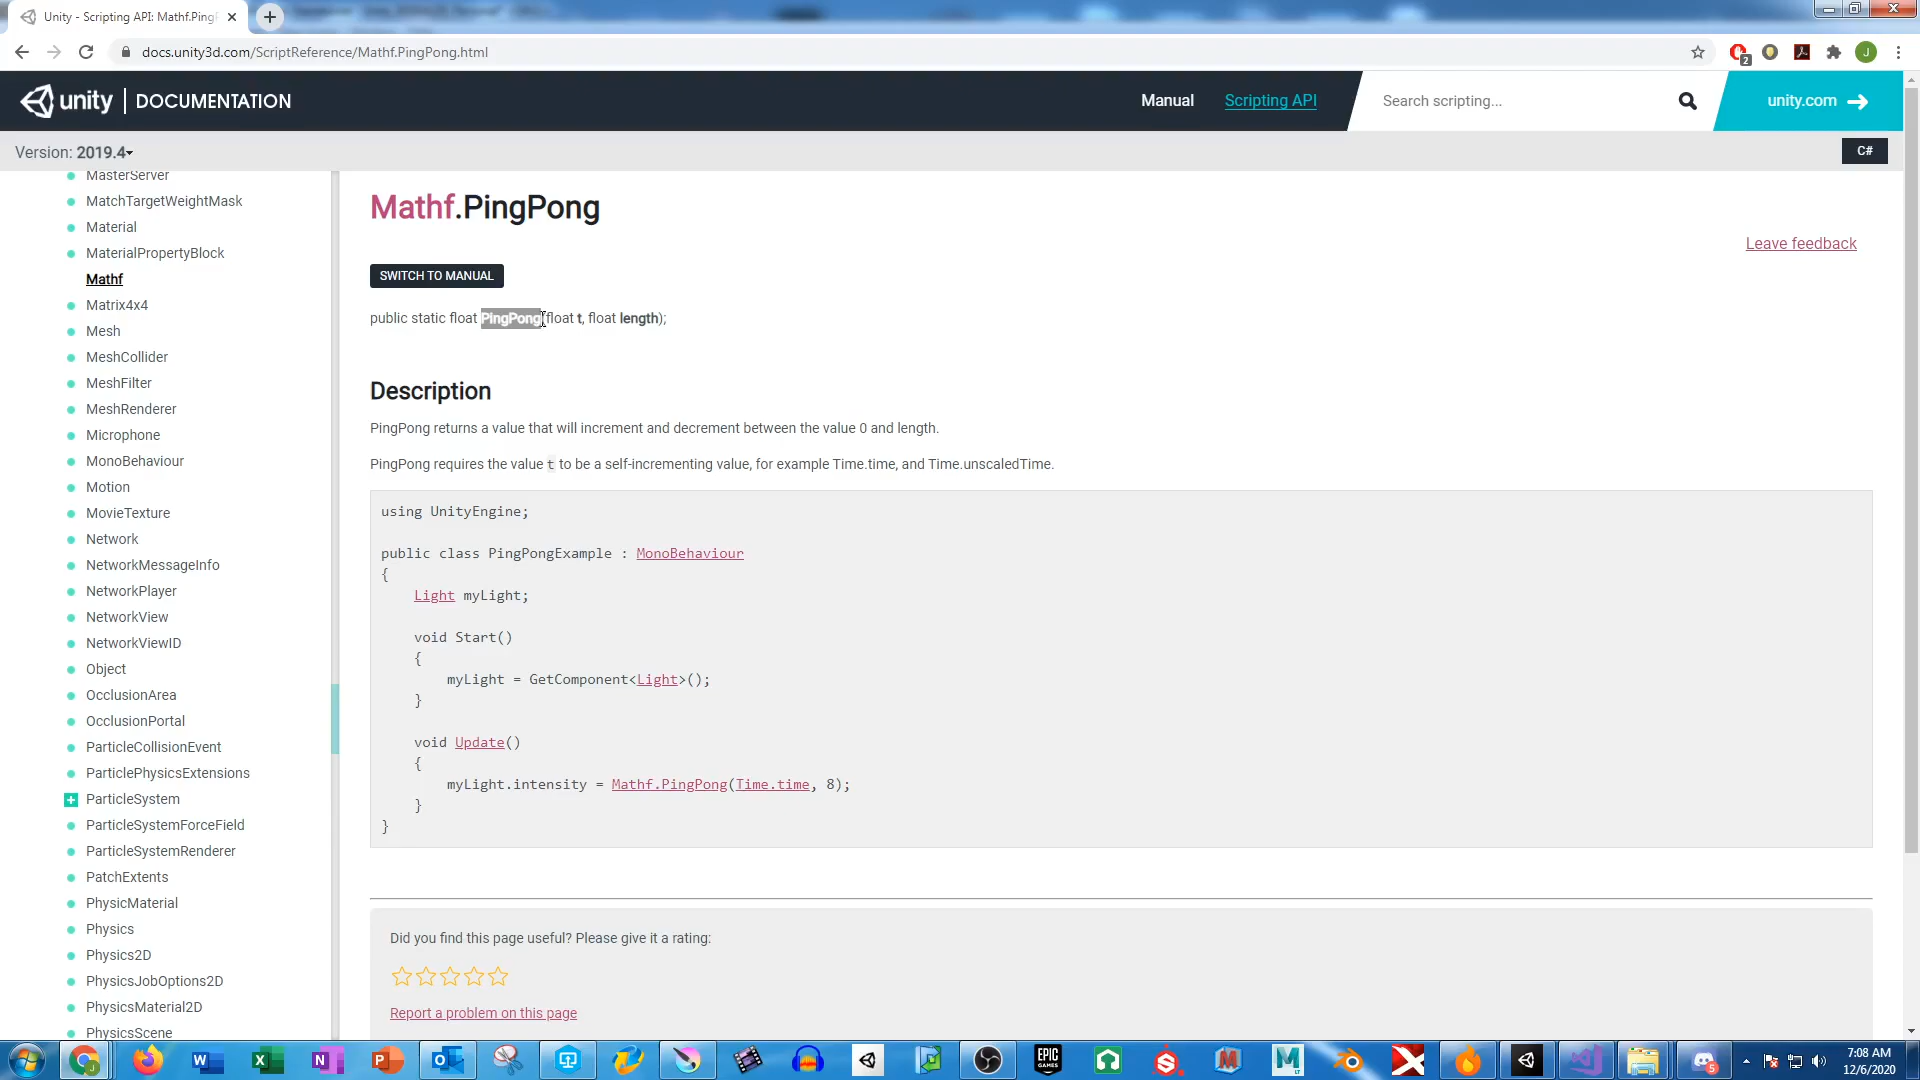 Unity - Scripting API: Mathf.PingF
docs.unity3d.com/ScriptReference/Mathf.PingPong.html
2
J
unity | DOCUMENTATION
Manual
Scripting API
Search scripting...
unity.com
Version: 2019.4
C#
MasterServer
MatchTargetWeightMask
Material
MaterialPropertyBlock
Mathf
Matrix4x4
Mesh
MeshCollider
MeshFilter
MeshRenderer
Microphone
MonoBehaviour
Motion
MovieTexture
Network
NetworkMessageInfo
NetworkPlayer
NetworkView
NetworkViewID
Object
OcclusionArea
OcclusionPortal
ParticleCollisionEvent
ParticlePhysicsExtensions
ParticleSystem
ParticleSystemForceField
ParticleSystemRenderer
PatchExtents
PhysicMaterial
Physics
Physics2D
PhysicsJobOptions2D
PhysicsMaterial2D
PhysicsScene
Mathf.PingPong
Leave feedback
SWITCH TO MANUAL
public static float PingPong(float t, float length);
Description
PingPong returns a value that will increment and decrement between the value 0 and length.
PingPong requires the value t to be a self-incrementing value, for example Time.time, and Time.unscaledTime.
using UnityEngine;
public class PingPongExample : MonoBehaviour
{
Light myLight;
void Start()
{
myLight = GetComponent<Light>();
}
void Update()
{
myLight.intensity = Mathf.PingPong(Time.time, 8);
}
}
Did you find this page useful? Please give it a rating:
Report a problem on this page
EPIC
GAMES
5
7:08 AM
12/6/2020